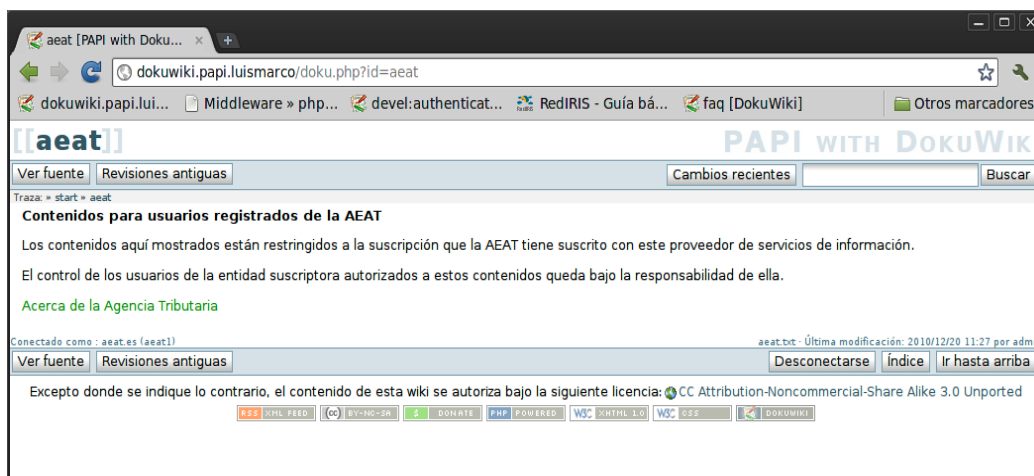 aeat [PAPI with Doku...
dokuwiki.papi.luismarco/doku.php?id=aeat
dokuwiki.papi.lui... Middleware » php... devel:authenticat... RedIRIS - Guía bá... faq [DokuWiki] Otros marcadores
[[aeat]] PAPI WITH DOKUWIK
Ver fuente Revisiones antiguas Cambios recientes Buscar
Traza: » start » aeat
Contenidos para usuarios registrados de la AEAT
Los contenidos aquí mostrados están restringidos a la suscripción que la AEAT tiene suscrito con este proveedor de servicios de información.
El control de los usuarios de la entidad suscriptora autorizados a estos contenidos queda bajo la responsabilidad de ella.
Acerca de la Agencia Tributaria
Conectado como : aeat.es (aeat1) aeat.txt · Última modificación: 2010/12/20 11:27 por adm
Ver fuente Revisiones antiguas Desconectarse Índice Ir hasta arriba
Excepto donde se indique lo contrario, el contenido de esta wiki se autoriza bajo la siguiente licencia: CC Attribution-Noncommercial-Share Alike 3.0 Unported
RSS XML FEED (cc) BY-NC-SA $ DONATE PHP POWERED W3C XHTML 1.0 W3C CSS DOKUWIKI